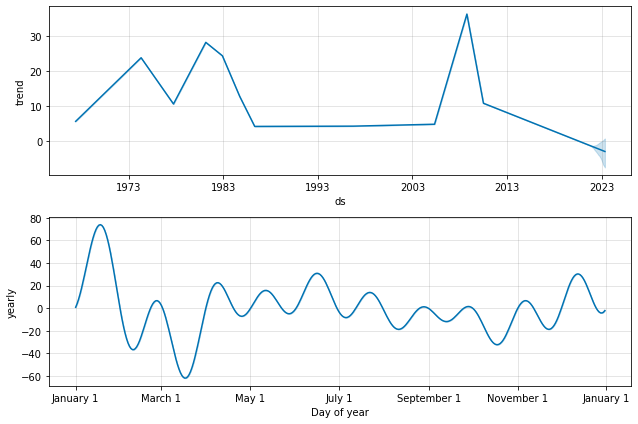 30
20
10
0
trend
1973 1983 1993 2003 2013 2023
ds
80
60
40
20
0
−20
−40
−60
yearly
January 1 March 1 May 1 July 1 September 1 November 1 January 1
Day of year